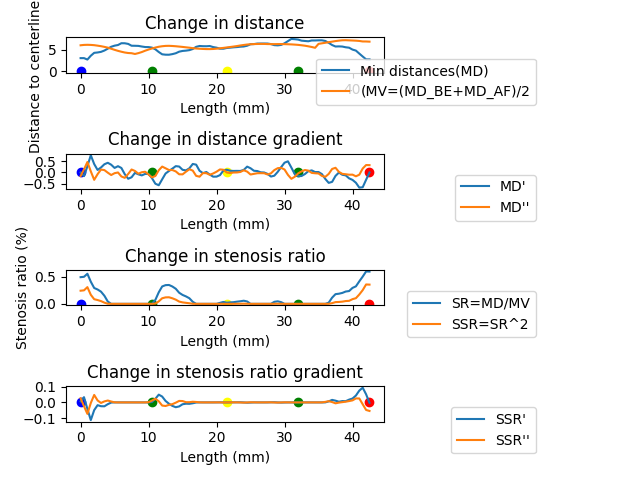 Change in distance
Distance to centerline
5
0
0
10
20
30
40
Length (mm)
Min distances(MD)
(MV=(MD_BE+MD_AF)/2
Change in distance gradient
0.5
0.0
−0.5
0
10
20
30
40
Length (mm)
MD'
MD''
Change in stenosis ratio
Stenosis ratio (%)
0.5
0.0
0
10
20
30
40
Length (mm)
SR=MD/MV
SSR=SR^2
Change in stenosis ratio gradient
0.1
0.0
−0.1
0
10
20
30
40
Length (mm)
SSR'
SSR''